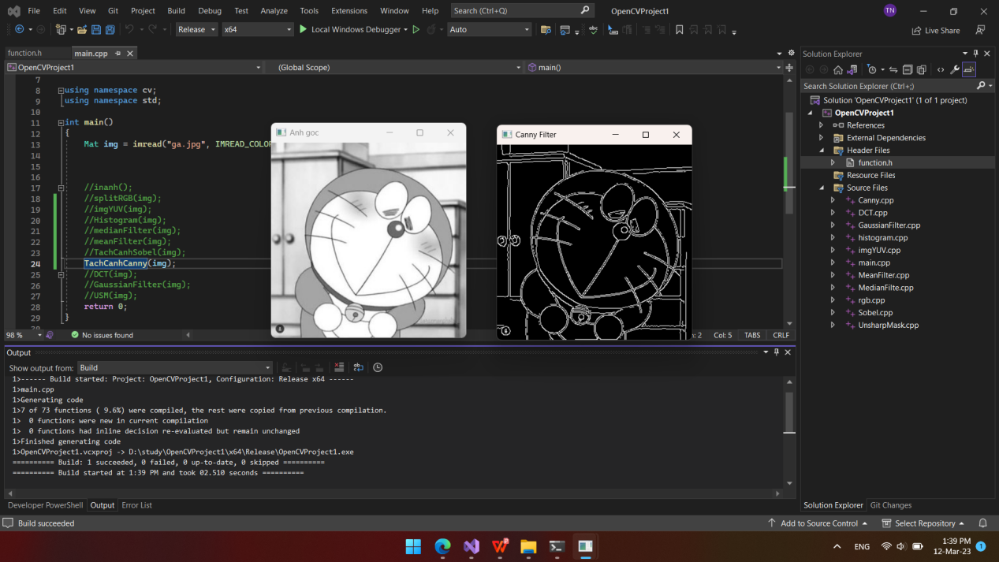 File Edit View Git Project Build Debug Test Analyze Tools Extensions Window Help Search (Ctrl+Q) OpenCVProject1 TN
Release x64 Local Windows Debugger Auto Live Share
function.h main.cpp
OpenCVProject1 (Global Scope) main()
7
8 using namespace cv;
9 using namespace std;
10
11 int main()
12 {
13 Mat img = imread("ga.jpg", IMREAD_COLOR
14
15
16
17 //inanh();
18 //splitRGB(img);
19 //imgYUV(img);
20 //Histogram(img);
21 //medianFilter(img);
22 //meanFilter(img);
23 //TachCanhSobel(img);
24 TachCanhCanny(img);
25 //DCT(img);
26 //GaussianFilter(img);
27 //USM(img);
28 return 0;
29 }
30
Anh goc
Canny Filter
98 % No issues found : 2 Col: 5 TABS CRLF
Output
Show output from: Build
1>------ Build started: Project: OpenCVProject1, Configuration: Release x64 ------
1>main.cpp
1>Generating code
1>7 of 73 functions ( 9.6%) were compiled, the rest were copied from previous compilation.
1> 0 functions were new in current compilation
1> 0 functions had inline decision re-evaluated but remain unchanged
1>Finished generating code
1>OpenCVProject1.vcxproj -> D:\study\OpenCVProject1\x64\Release\OpenCVProject1.exe
========== Build: 1 succeeded, 0 failed, 0 up-to-date, 0 skipped ==========
========== Build started at 1:39 PM and took 02.510 seconds ==========
Developer PowerShell Output Error List
Solution Explorer
Search Solution Explorer (Ctrl+;)
Solution 'OpenCVProject1' (1 of 1 project)
OpenCVProject1
References
External Dependencies
Header Files
function.h
Resource Files
Source Files
Canny.cpp
DCT.cpp
GaussianFilter.cpp
histogram.cpp
imgYUV.cpp
main.cpp
MeanFilter.cpp
MedianFilte.cpp
rgb.cpp
Sobel.cpp
UnsharpMask.cpp
Solution Explorer Git Changes
Build succeeded Add to Source Control Select Repository
ENG 1:39 PM
12-Mar-23 1